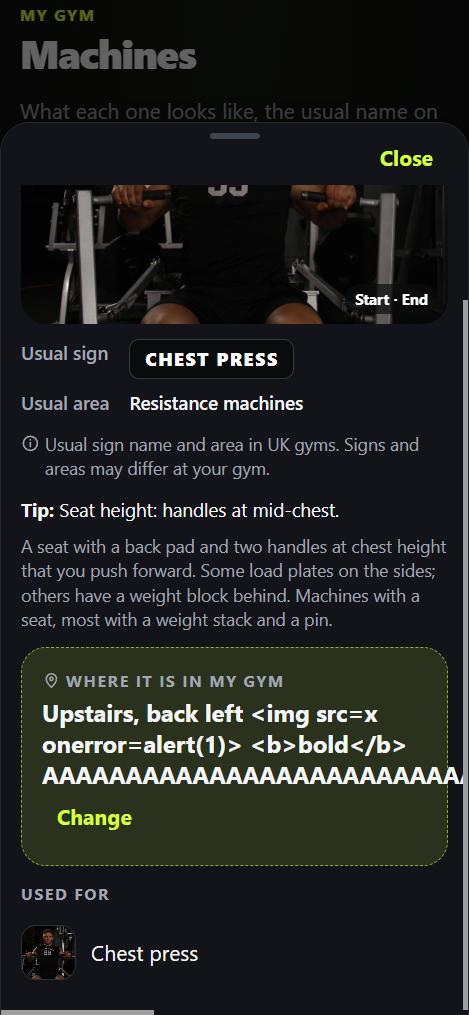 MY GYM
Machines
What each one looks like, the usual name on
Close
Start · End
Usual sign
CHEST PRESS
Usual area
Resistance machines
Usual sign name and area in UK gyms. Signs and
areas may differ at your gym.
Tip: Seat height: handles at mid-chest.
A seat with a back pad and two handles at chest height
that you push forward. Some load plates on the sides;
others have a weight block behind. Machines with a
seat, most with a weight stack and a pin.
WHERE IT IS IN MY GYM
Upstairs, back left <img src=x
onerror=alert(1)> <b>bold</b>
AAAAAAAAAAAAAAAAAAAAAAAAAA
Change
USED FOR
Chest press